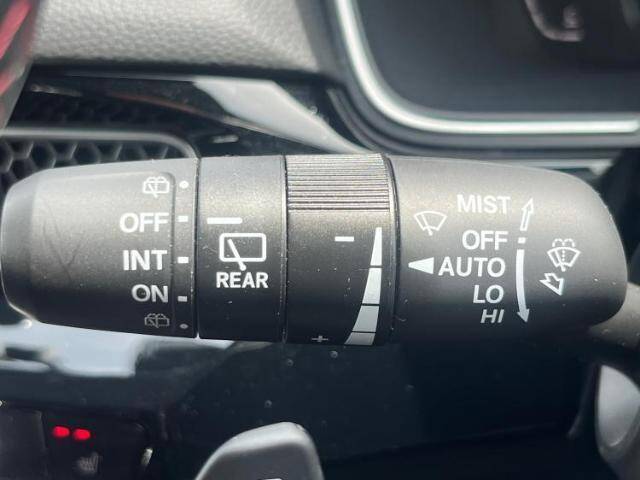 OFF
INT
ON
REAR
− +
MIST
OFF
AUTO
LO
HI